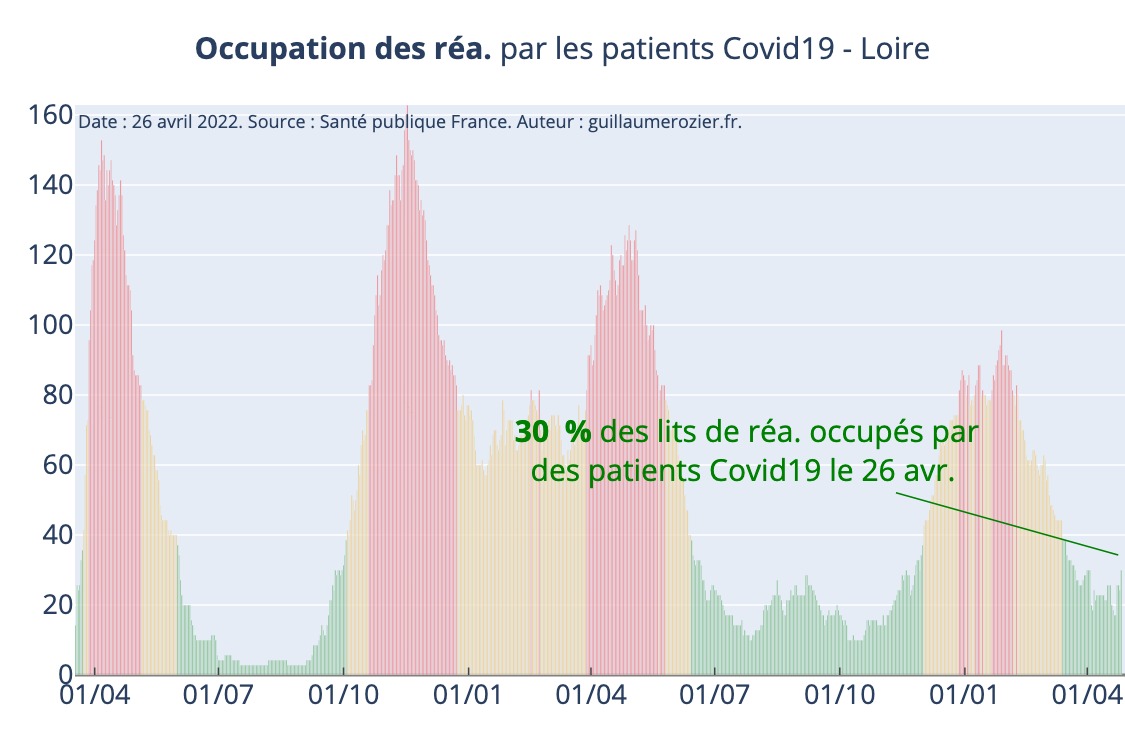 Occupation des réa. par les patients Covid19 - Loire
160
Date : 26 avril 2022. Source : Santé publique France. Auteur : guillaumerozier.fr.
140
120
100
80
30 % des lits de réa. occupés par
60
des patients Covid19 le 26 avr.
40
20
0
01/04 01/07 01/10 01/01 01/04 01/07 01/10 01/01 01/04